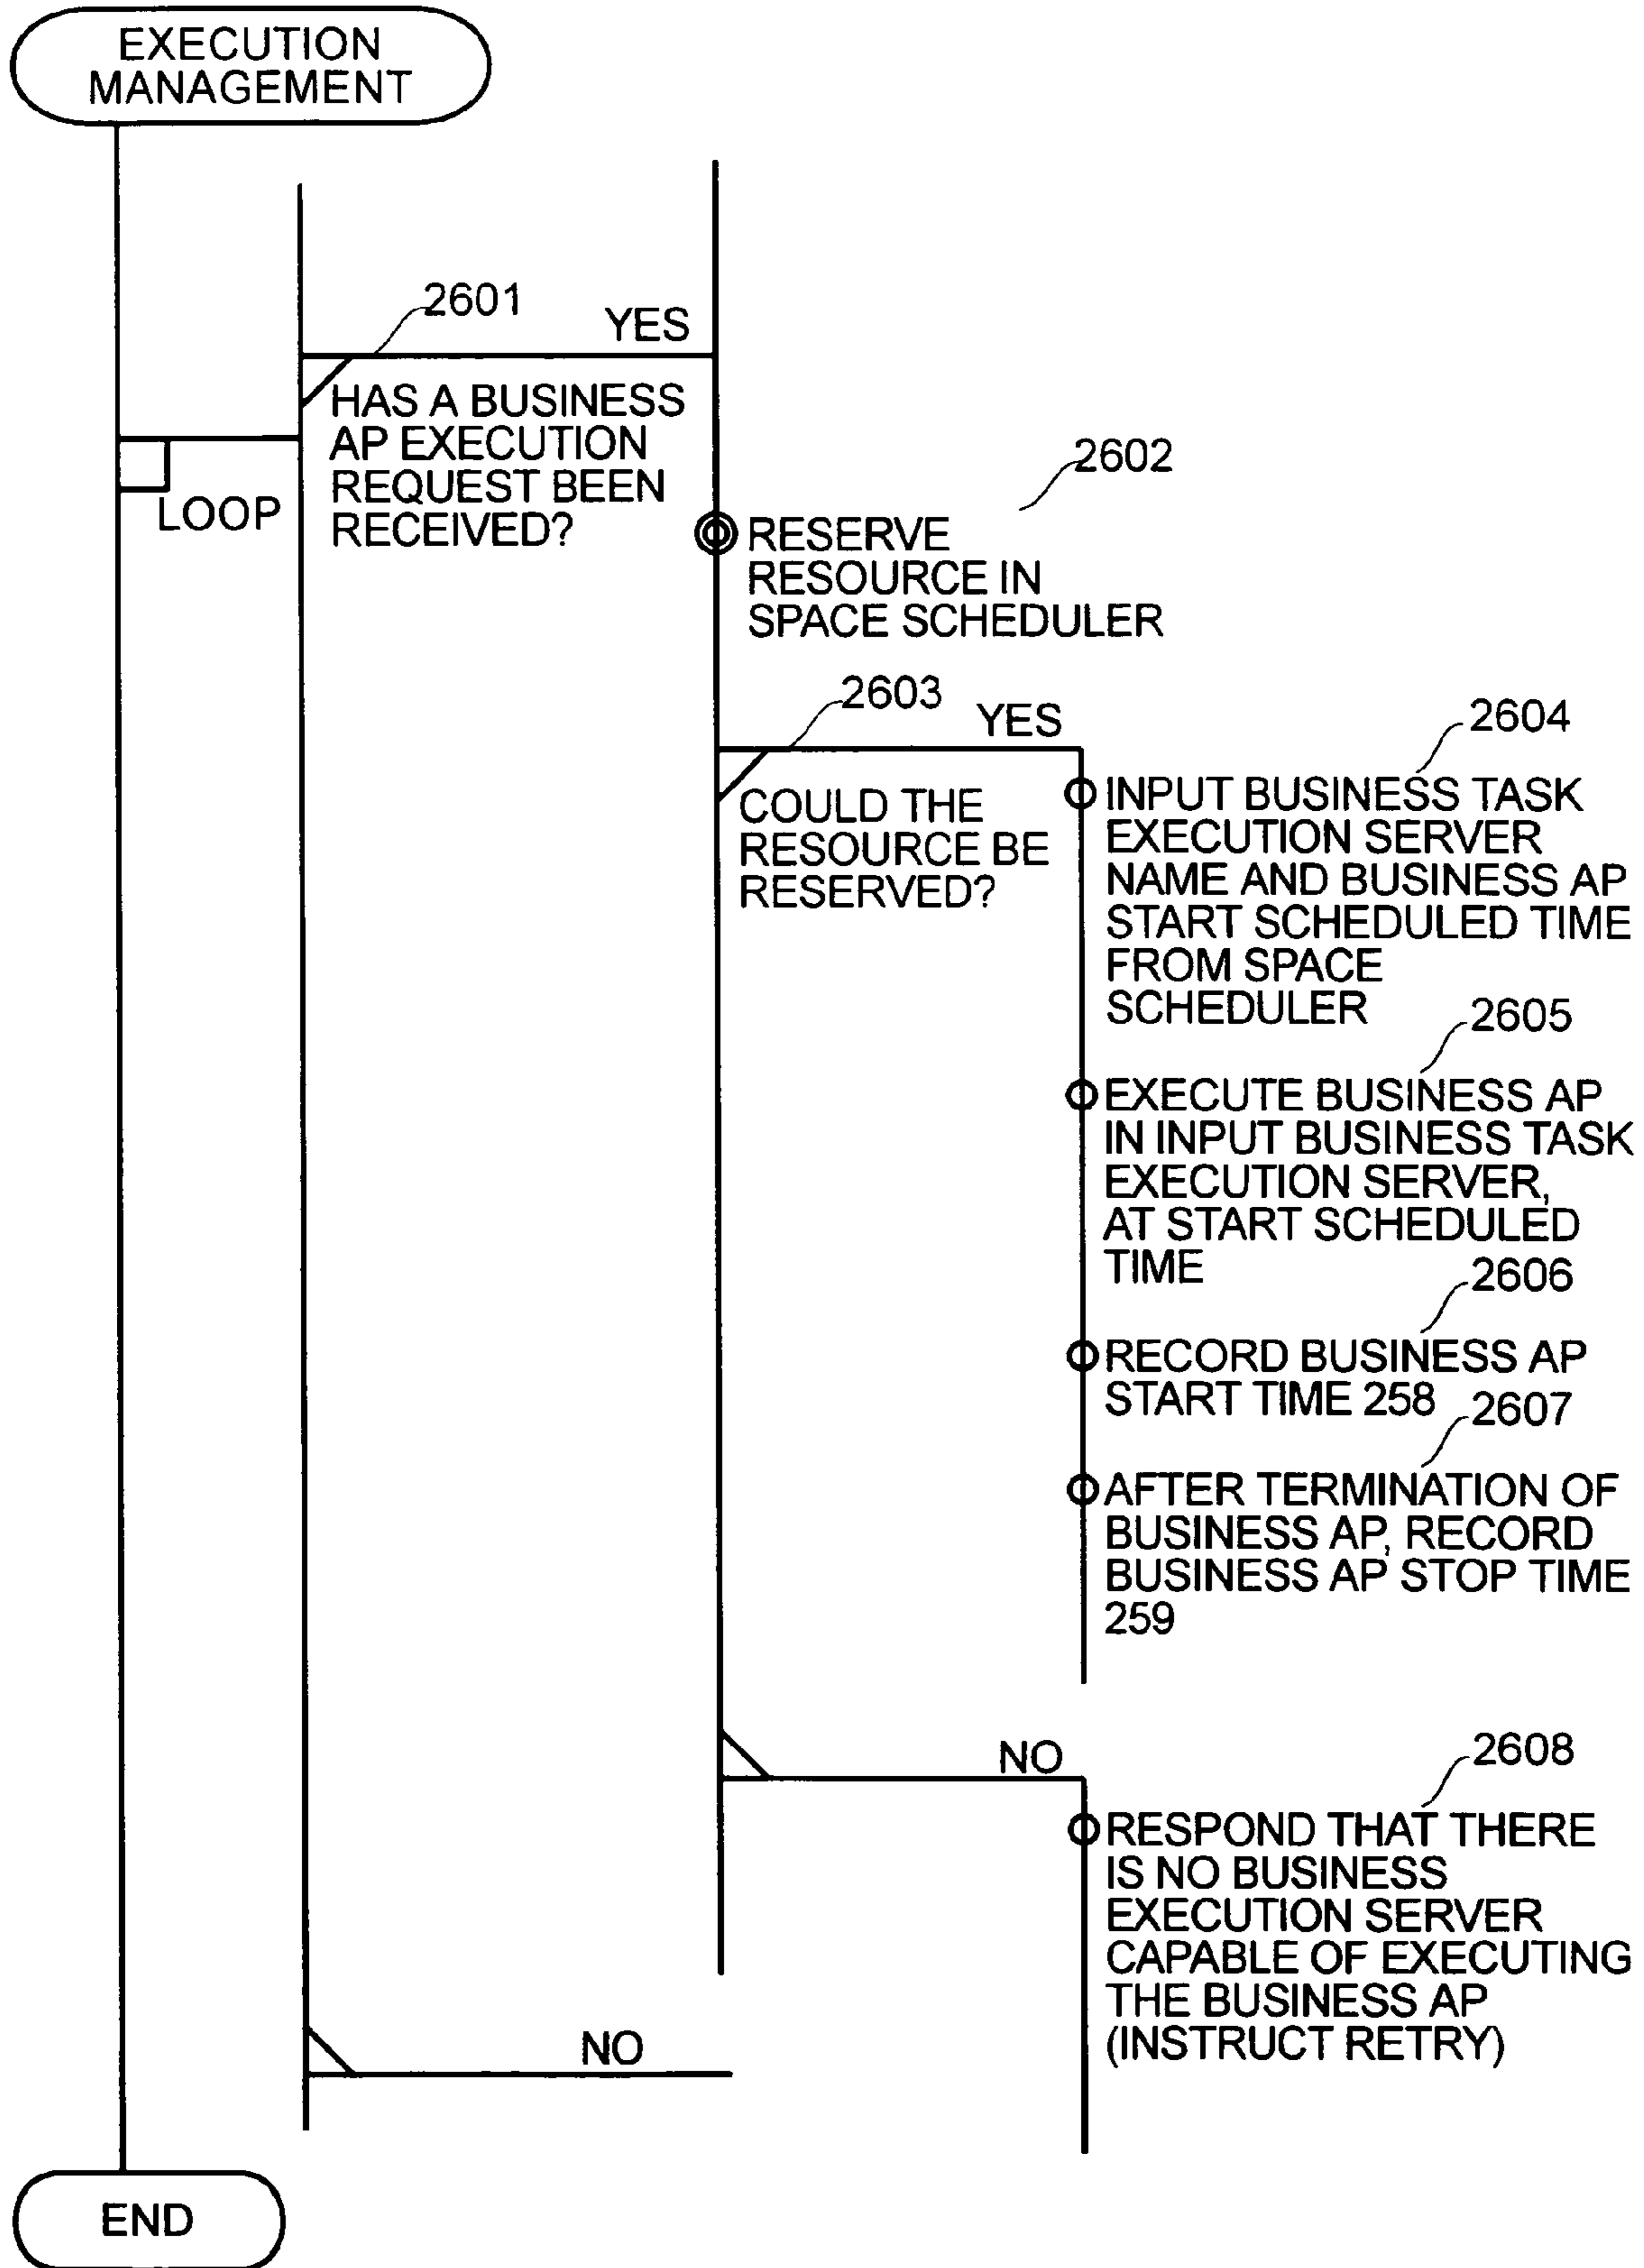 EXECUTION
MANAGEMENT
2601
YES
HAS A BUSINESS
AP EXECUTION
REQUEST BEEN
RECEIVED?
LOOP
2602
RESERVE
RESOURCE IN
SPACE SCHEDULER
2603
YES
COULD THE
RESOURCE BE
RESERVED?
2604
INPUT BUSINESS TASK
EXECUTION SERVER
NAME AND BUSINESS AP
START SCHEDULED TIME
FROM SPACE
SCHEDULER
2605
EXECUTE BUSINESS AP
IN INPUT BUSINESS TASK
EXECUTION SERVER,
AT START SCHEDULED
TIME
2606
RECORD BUSINESS AP
START TIME 258
2607
AFTER TERMINATION OF
BUSINESS AP, RECORD
BUSINESS AP STOP TIME
259
NO
2608
RESPOND THAT THERE
IS NO BUSINESS
EXECUTION SERVER
CAPABLE OF EXECUTING
THE BUSINESS AP
(INSTRUCT RETRY)
NO
END